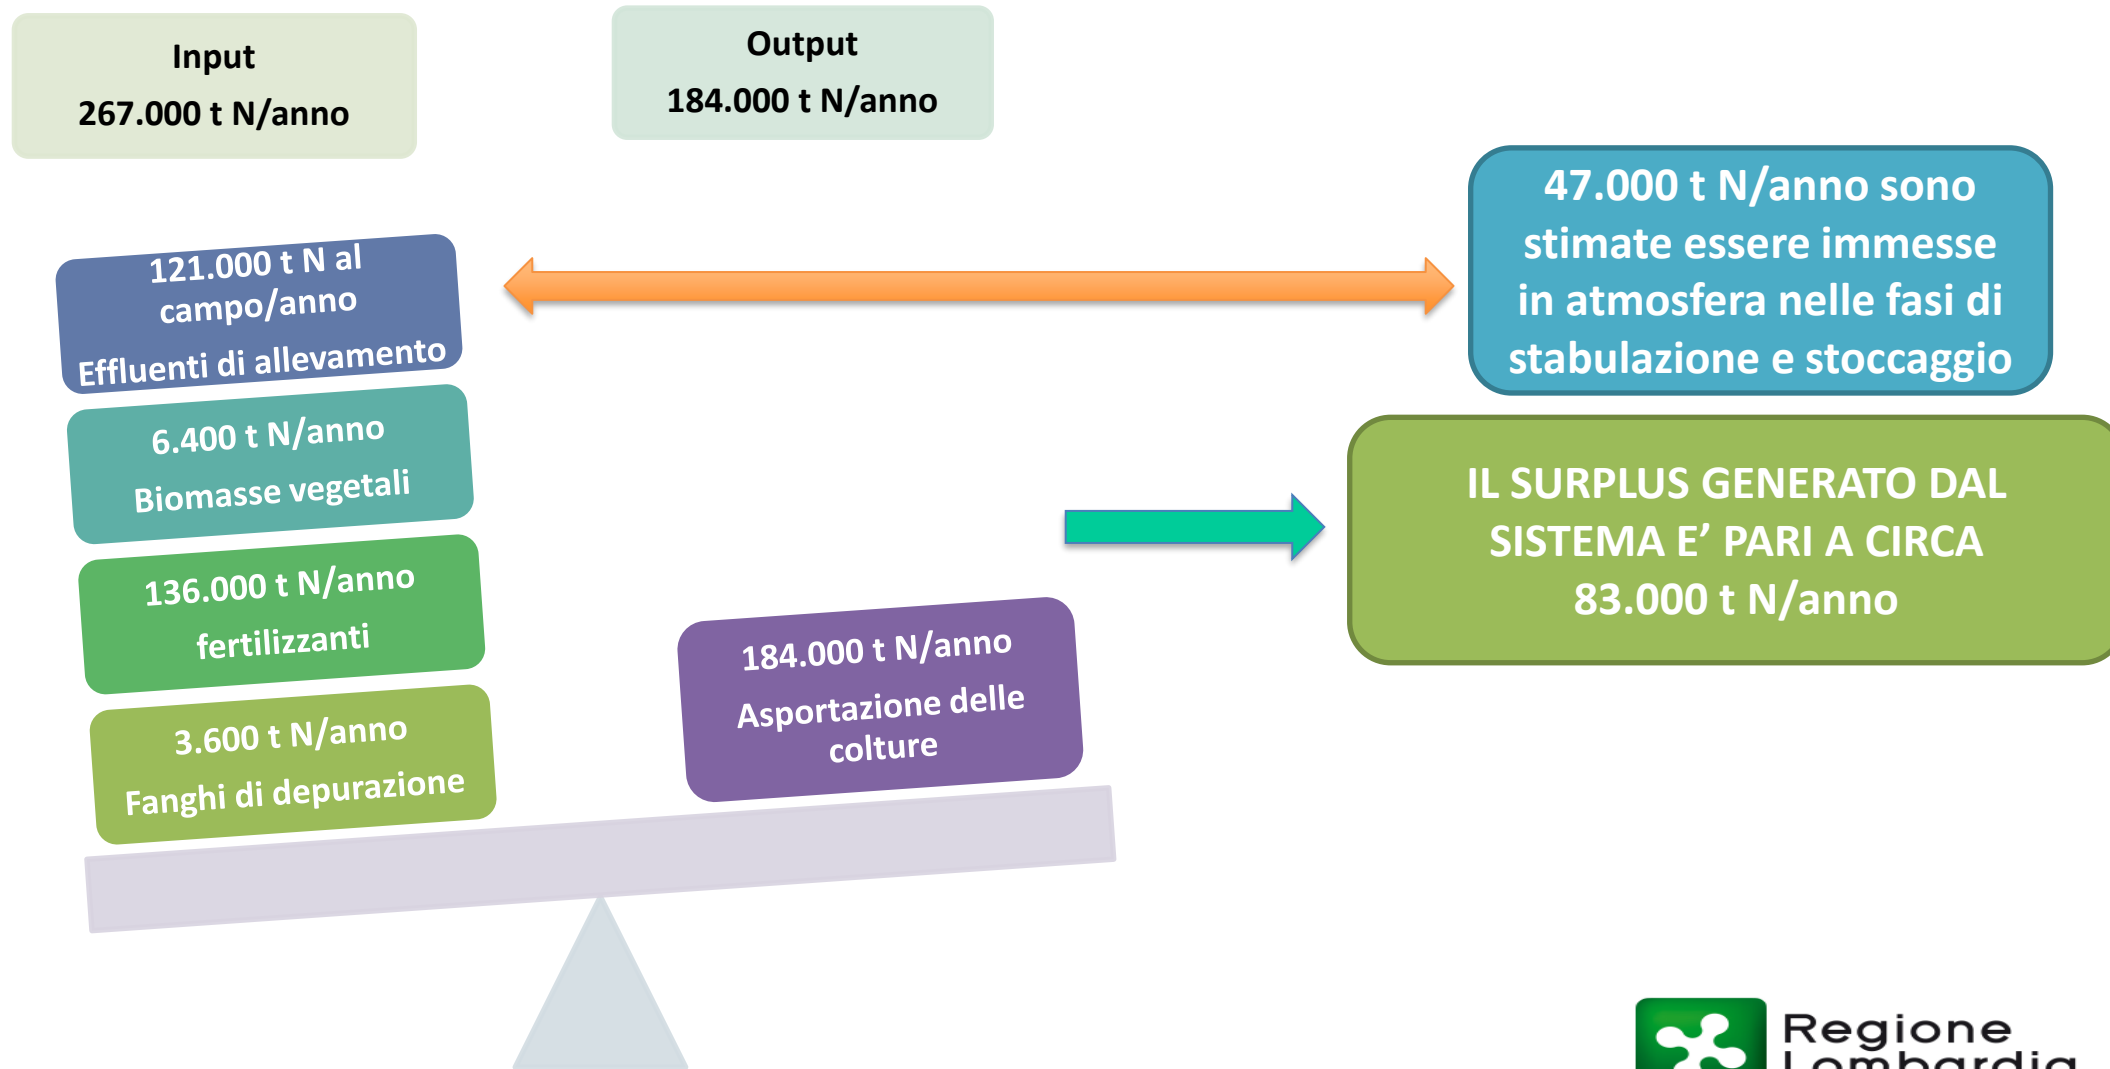 Input
267.000 t N/anno
Output
184.000 t N/anno
121.000 t N al
campo/anno
Effluenti di allevamento
6.400 t N/anno
Biomasse vegetali
136.000 t N/anno
fertilizzanti
3.600 t N/anno
Fanghi di depurazione
184.000 t N/anno
Asportazione delle
colture
47.000 t N/anno sono
stimate essere immesse
in atmosfera nelle fasi di
stabulazione e stoccaggio
IL SURPLUS GENERATO DAL
SISTEMA E’ PARI A CIRCA
83.000 t N/anno
Regione
Lombardia